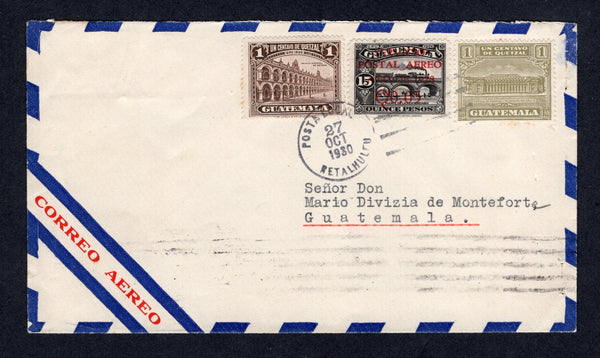 1 UN CENTAVO DE QUETZAL 1
GUATEMALA
GUATEMALA
POSTAL AEREO
15
QUINCE PESOS
1 UN CENTAVO DE QUETZAL 1
GUATEMALA
27
OCT
1930
RETALHULEU
Señor Don
Mario Divizia de Monteforte
Guatemala.
CORREO AEREO